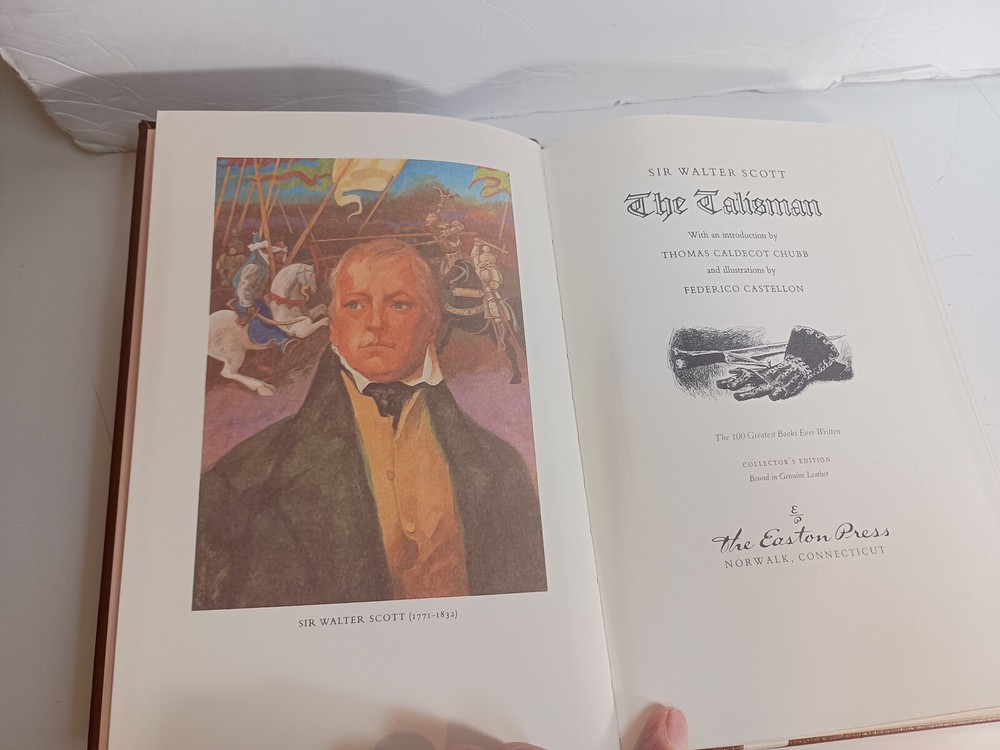 SIR WALTER SCOTT (1771–1832)
SIR WALTER SCOTT
The Talisman
With an introduction by
THOMAS CALDECOT CHUBB
and illustrations by
FEDERICO CASTELLON
The 100 Greatest Books Ever Written
COLLECTOR'S EDITION
Bound in Genuine Leather
E
P
The Easton Press
NORWALK, CONNECTICUT